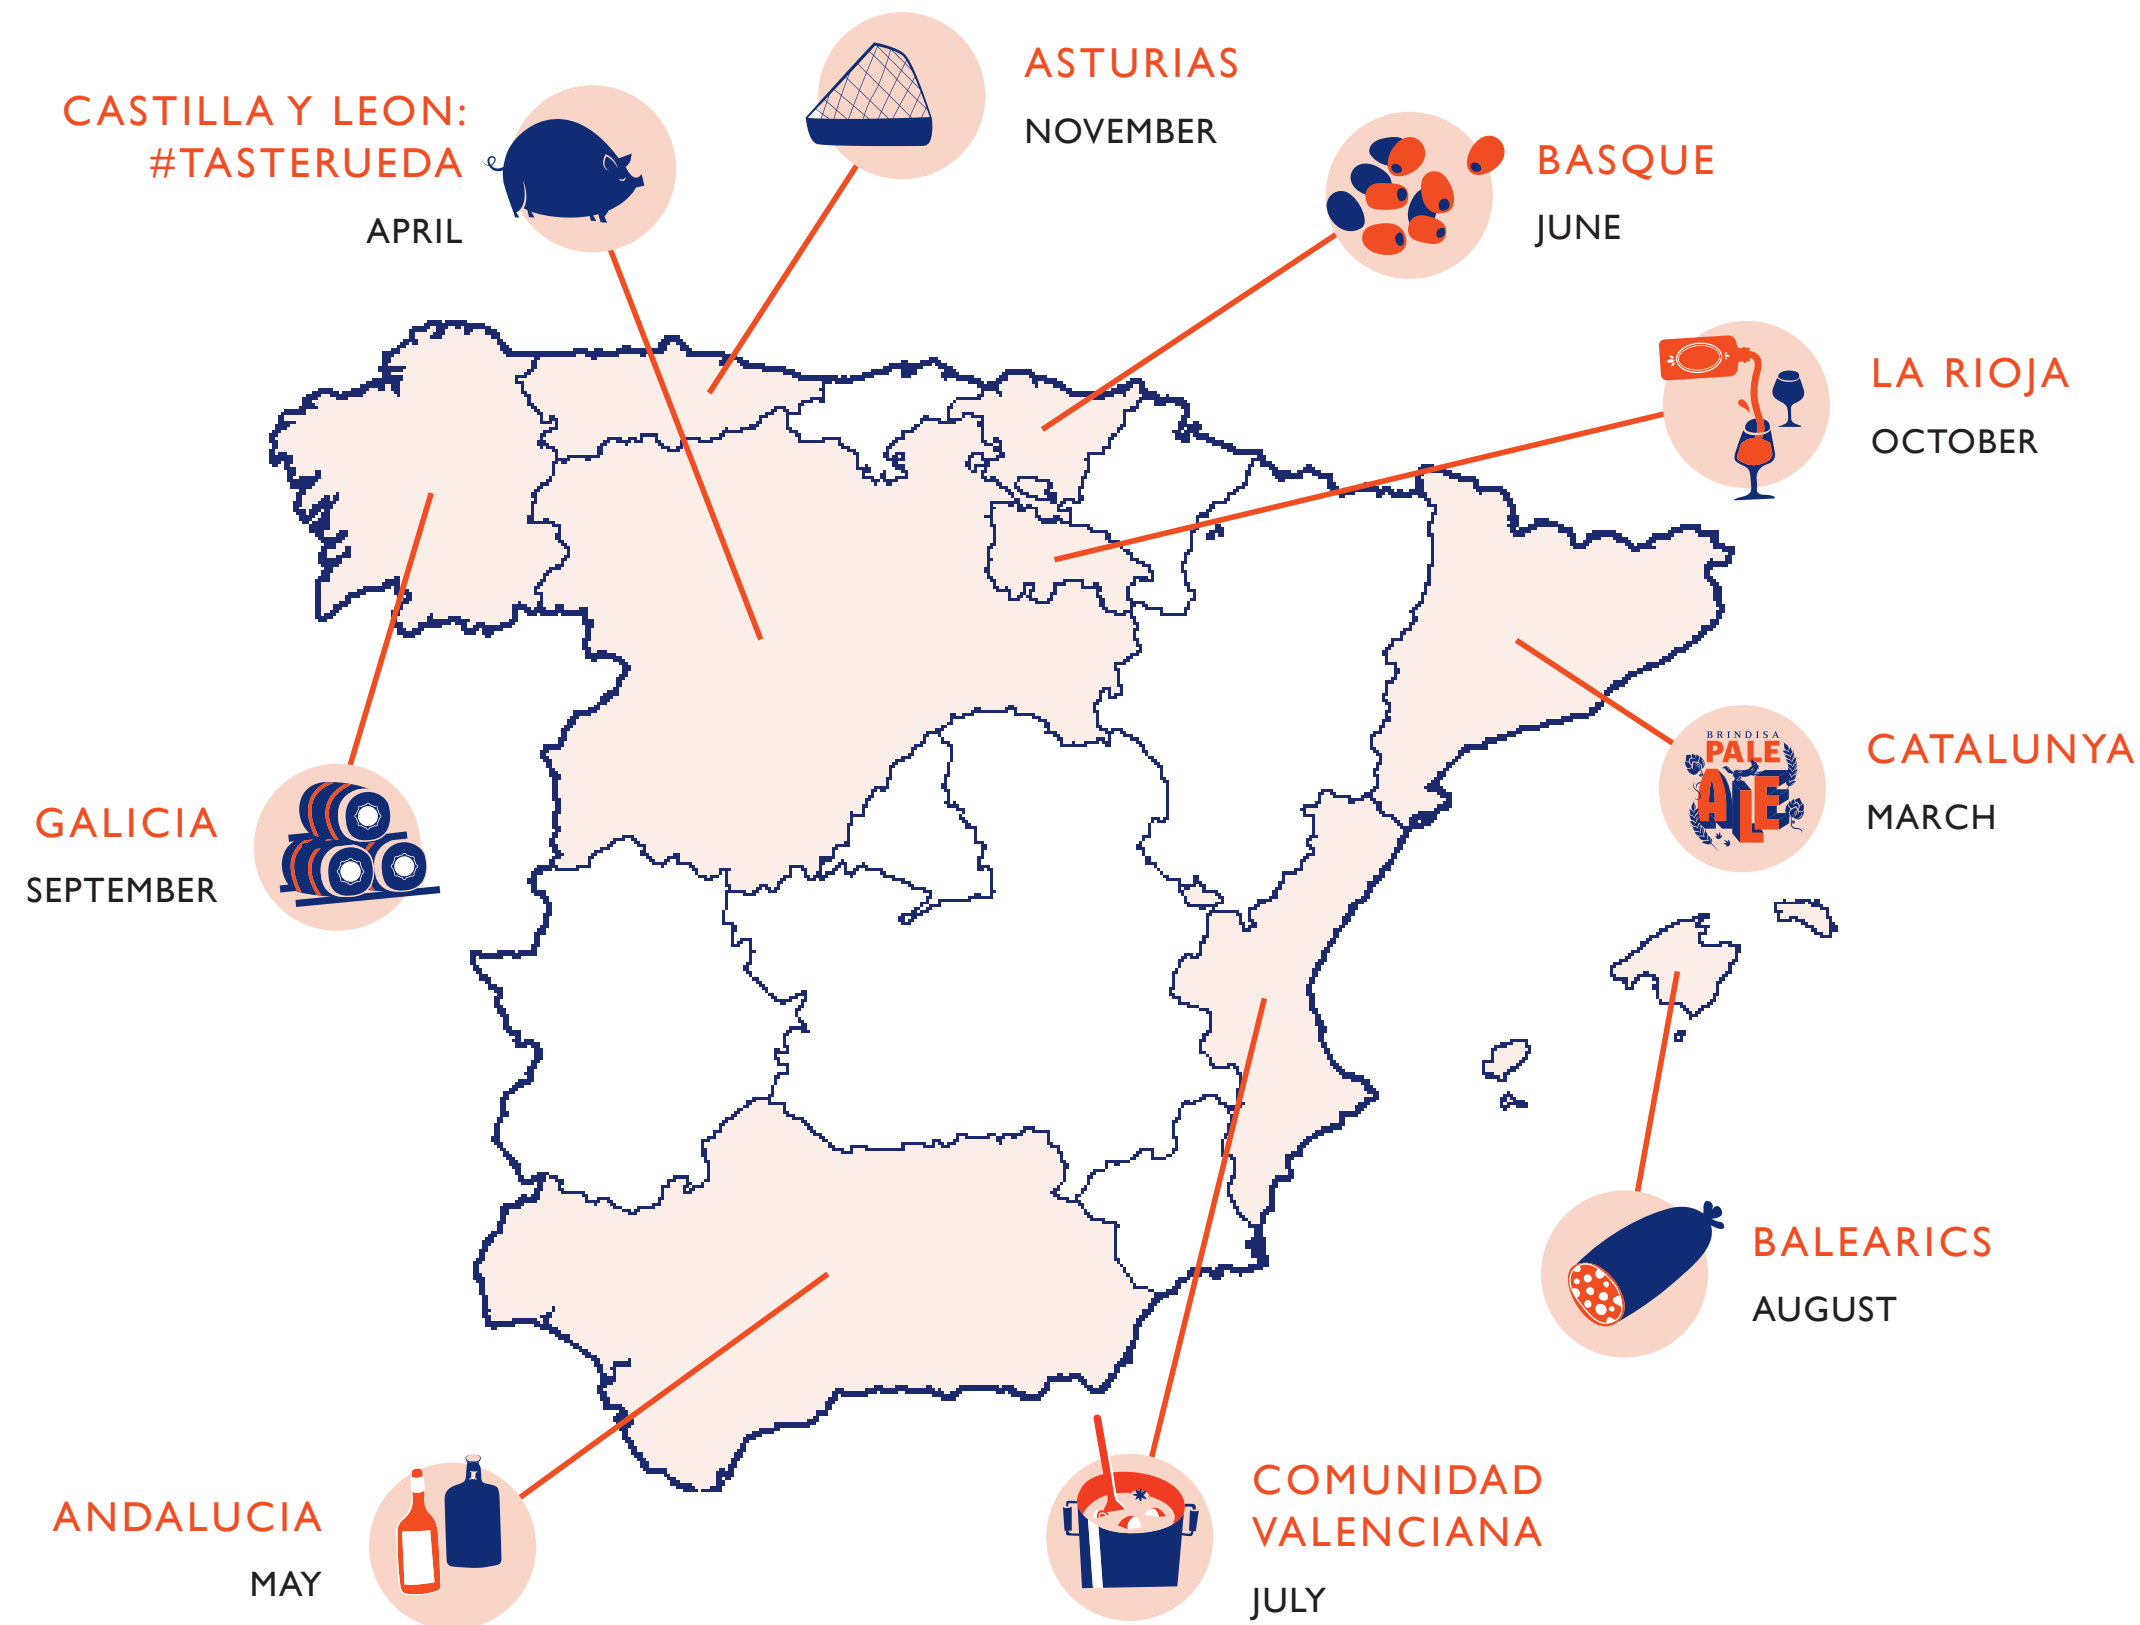 ASTURIAS
NOVEMBER
CASTILLA Y LEON:
#TASTERUEDA
APRIL
BASQUE
JUNE
LA RIOJA
OCTOBER
CATALUNYA
MARCH
BRINDISA
PALE
ALE
GALICIA
SEPTEMBER
BALEARICS
AUGUST
COMUNIDAD
VALENCIANA
JULY
ANDALUCIA
MAY